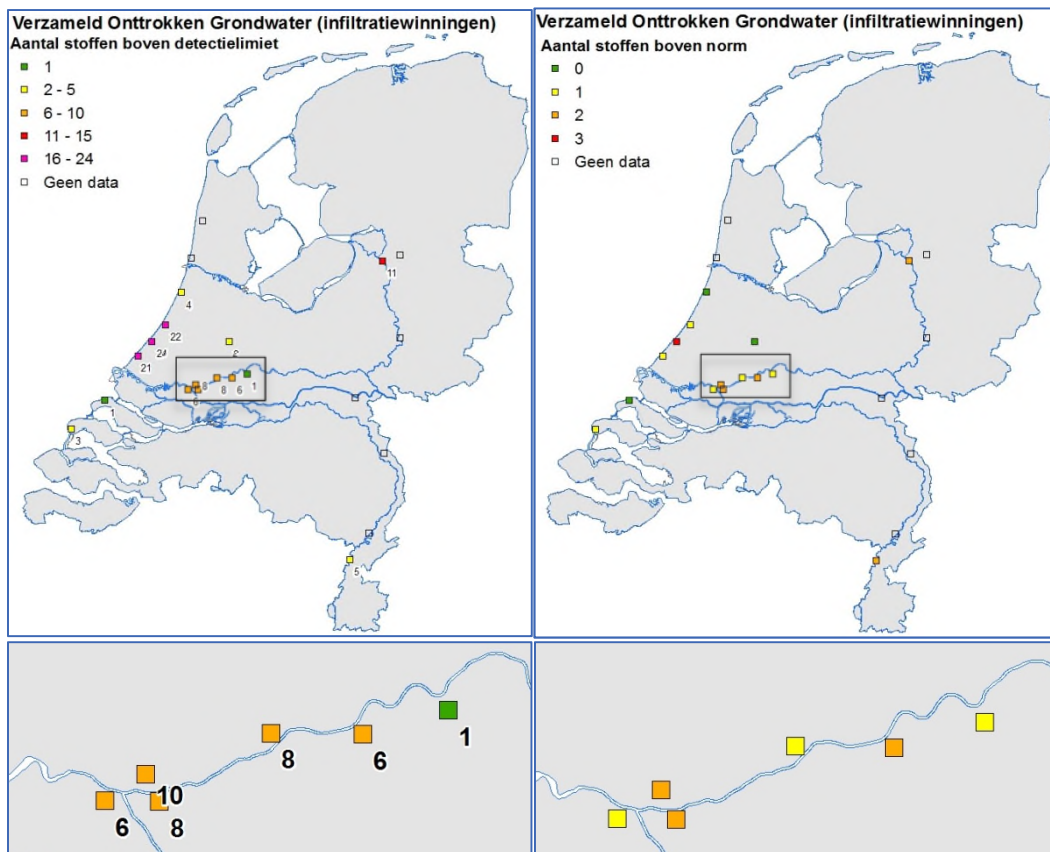 Verzameld Onttrokken Grondwater (infiltratiewinningen)
Aantal stoffen boven detectielimiet
1
2 - 5
6 - 10
11 - 15
16 - 24
Geen data
11
4
22
24
21
8
8
6
1
1
3
5
Verzameld Onttrokken Grondwater (infiltratiewinningen)
Aantal stoffen boven norm
0
1
2
3
Geen data
8
6
1
10
6
8